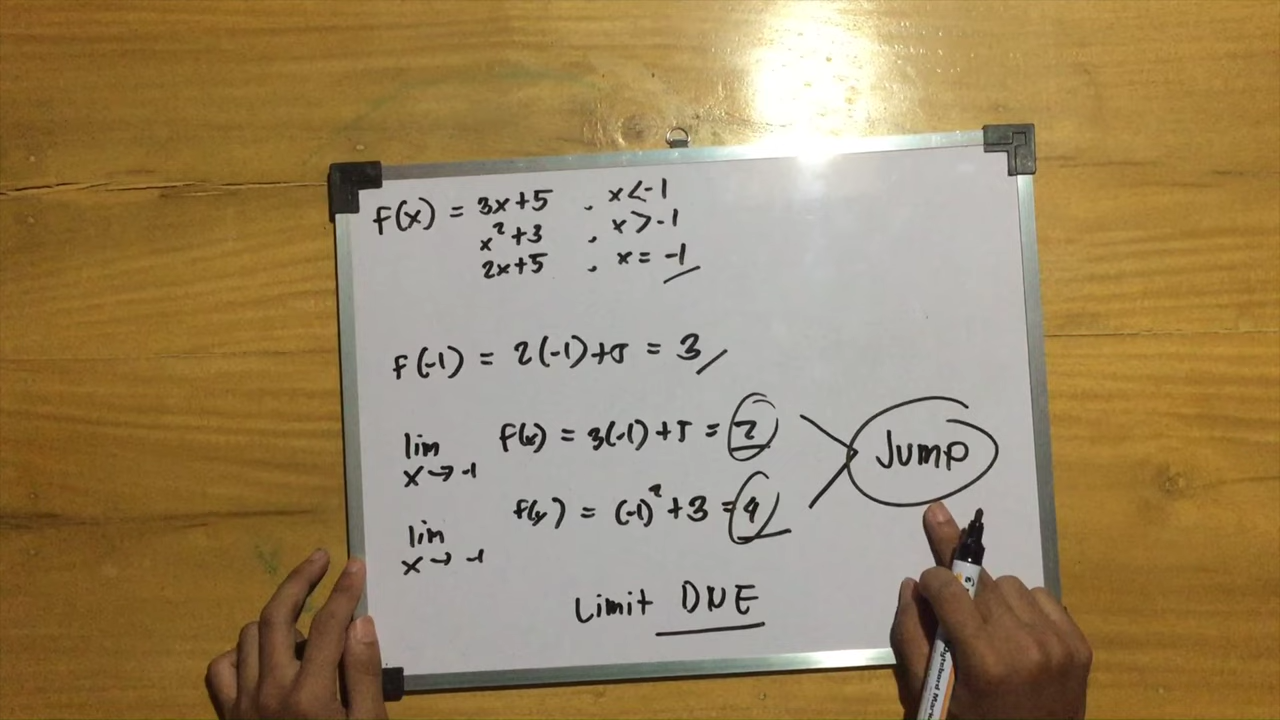 f(x) = 3x+5 , x<-1
x²+3 , x>-1
2x+5 , x= -1
f(-1) = 2(-1)+5 = 3
lim f(x) = 3(-1)+5 = 2
x→-1
Jump
lim f(x) = (-1)²+3 = 4
x→-1
Limit DNE